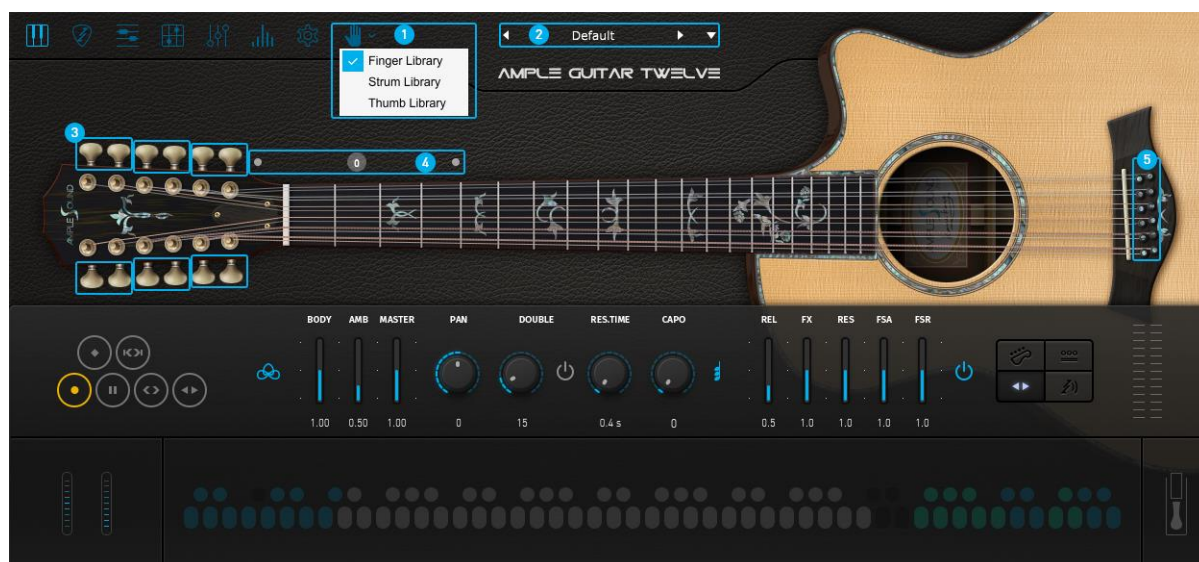 1
2 Default
Finger Library
Strum Library
Thumb Library
AMPLE GUITAR TWELVE
3
0 4
5
AMPLE SOUND
BODY AMB MASTER PAN DOUBLE RES.TIME CAPO REL FX RES FSA FSR
1.00 0.50 1.00 0 15 0.4 s 0 0.5 1.0 1.0 1.0 1.0